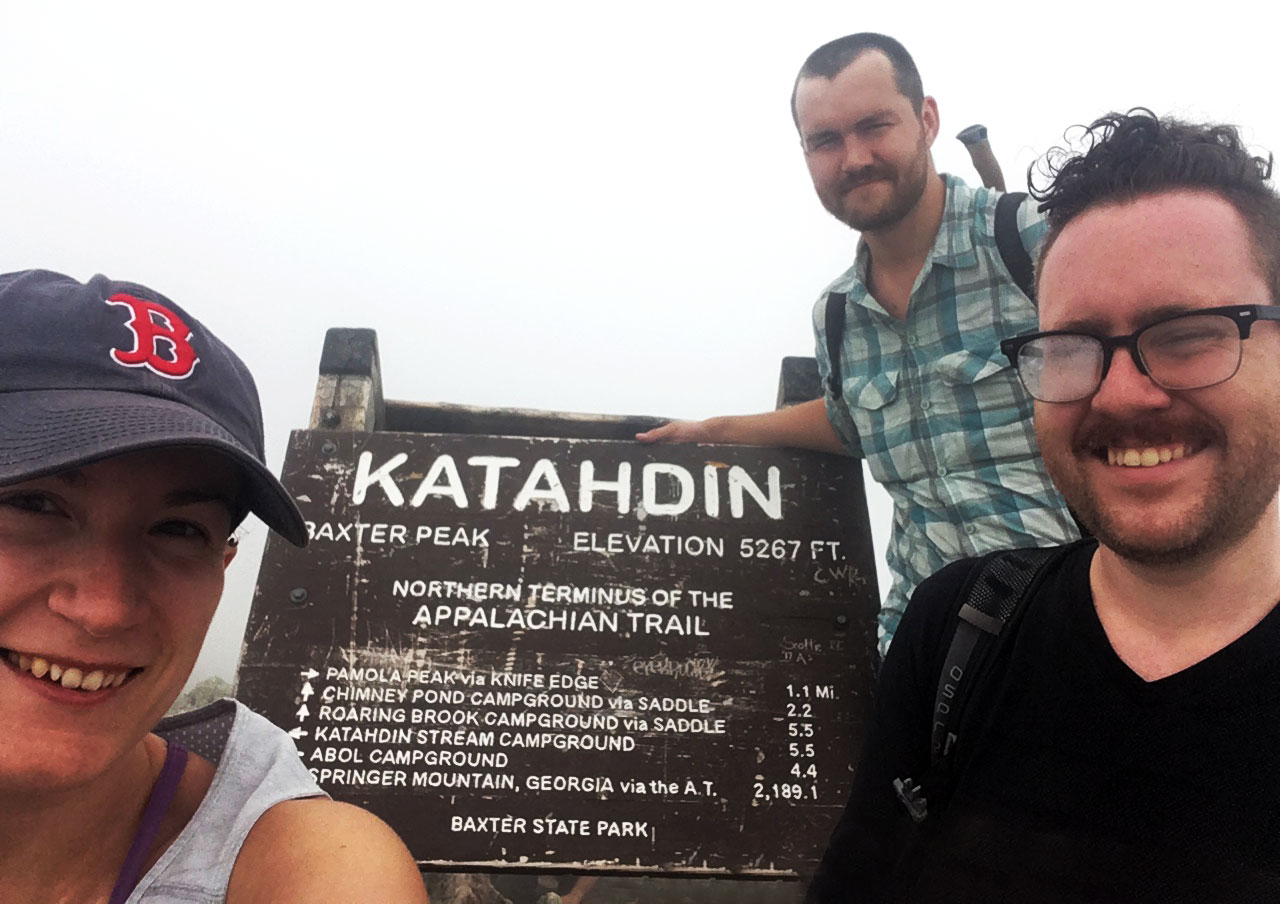 B
KATAHDIN
BAXTER PEAK ELEVATION 5267 FT.
CWK
NORTHERN TERMINUS OF THE
APPALACHIAN TRAIL
→ PAMOLA PEAK via KNIFE EDGE 1.1 Mi.
↑ CHIMNEY POND CAMPGROUND via SADDLE 2.2
↑ ROARING BROOK CAMPGROUND via SADDLE 5.5
← KATAHDIN STREAM CAMPGROUND 5.5
ABOL CAMPGROUND 4.4
SPRINGER MOUNTAIN, GEORGIA via the A.T. 2,189.1
BAXTER STATE PARK